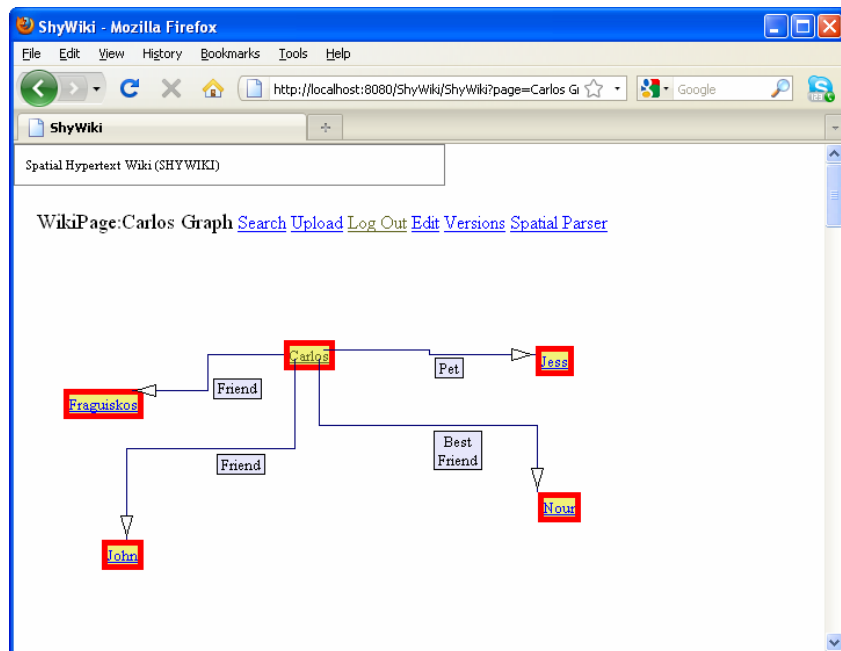 ShyWiki - Mozilla Firefox
File Edit View History Bookmarks Tools Help
http://localhost:8080/ShyWiki/ShyWiki?page=Carlos Gr
Google
ShyWiki
Spatial Hypertext Wiki (SHYWIKI)
WikiPage:Carlos Graph Search Upload Log Out Edit Versions Spatial Parser
Carlos
Jess
Pet
Friend
Fraguiskos
Best
Friend
Friend
Nour
John